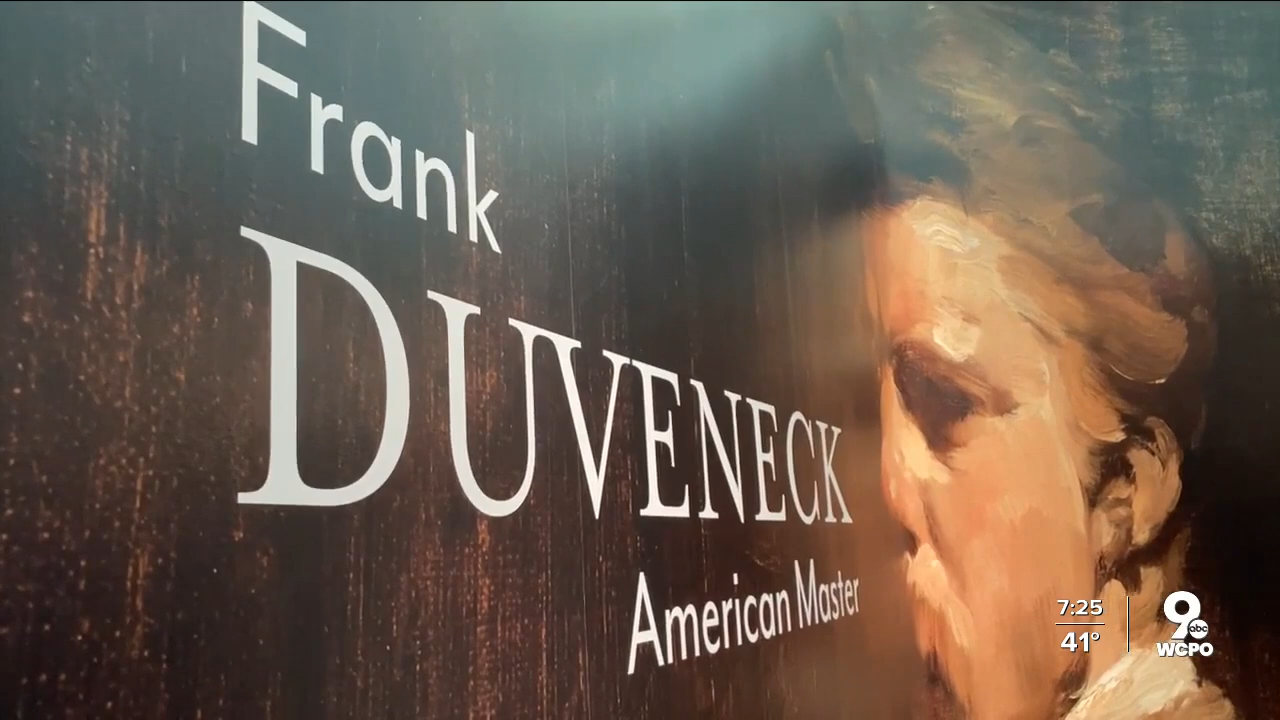 Frank
DUVENECK
American Master
7:25
41°
9
abc
WCPO